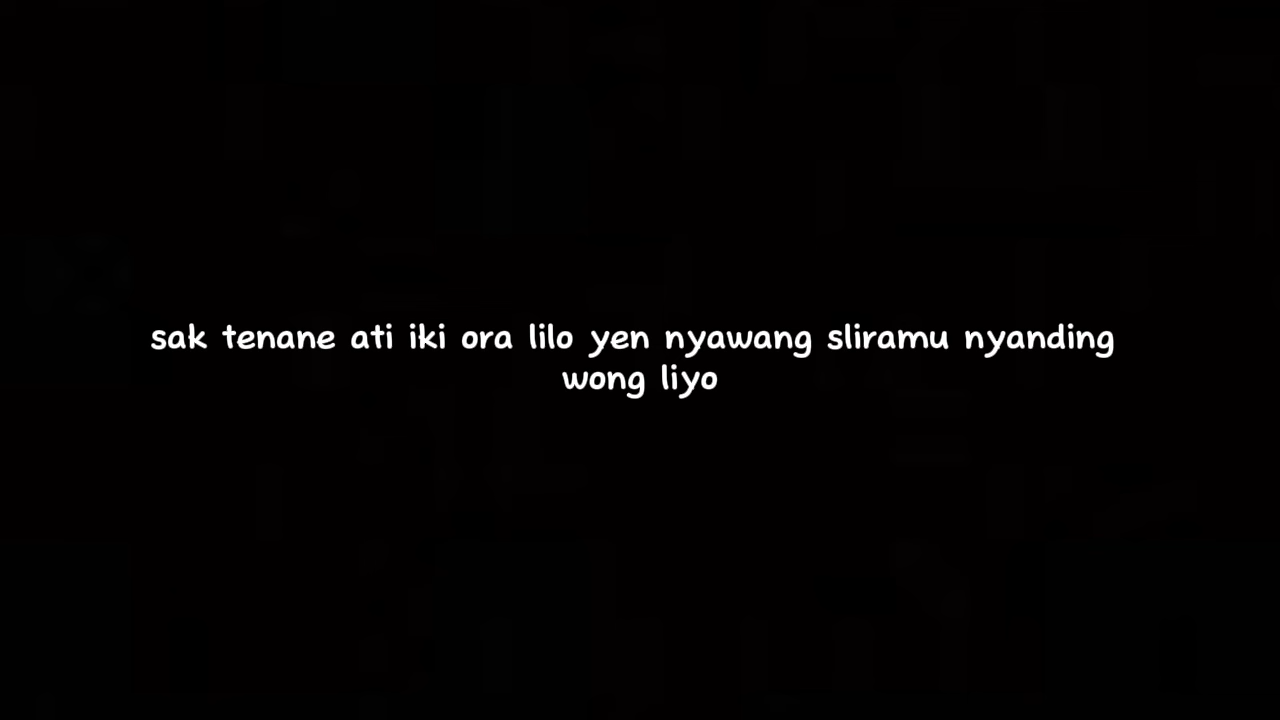 sak tenane ati iki ora lilo yen nyawang sliramu nyanding
wong liyo